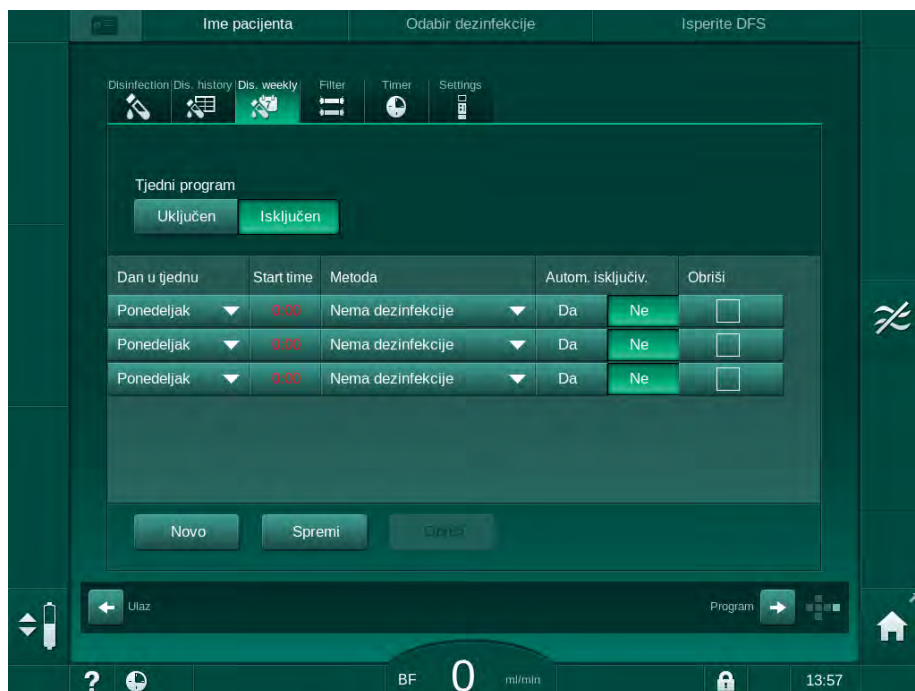 Ime pacijenta Odabir dezinfekcije Isperite DFS
Disinfection Dis. history Dis. weekly Filter Timer Settings
Tjedni program
Uključen Isključen
Dan u tjednu Start time Metoda Autom. isključiv. Obriši
Ponedeljak 0:00 Nema dezinfekcije Da Ne
Ponedeljak 0:00 Nema dezinfekcije Da Ne
Ponedeljak 0:00 Nema dezinfekcije Da Ne
Novo Spremi Obriši
Ulaz Program
? BF 0 ml/min 13:57